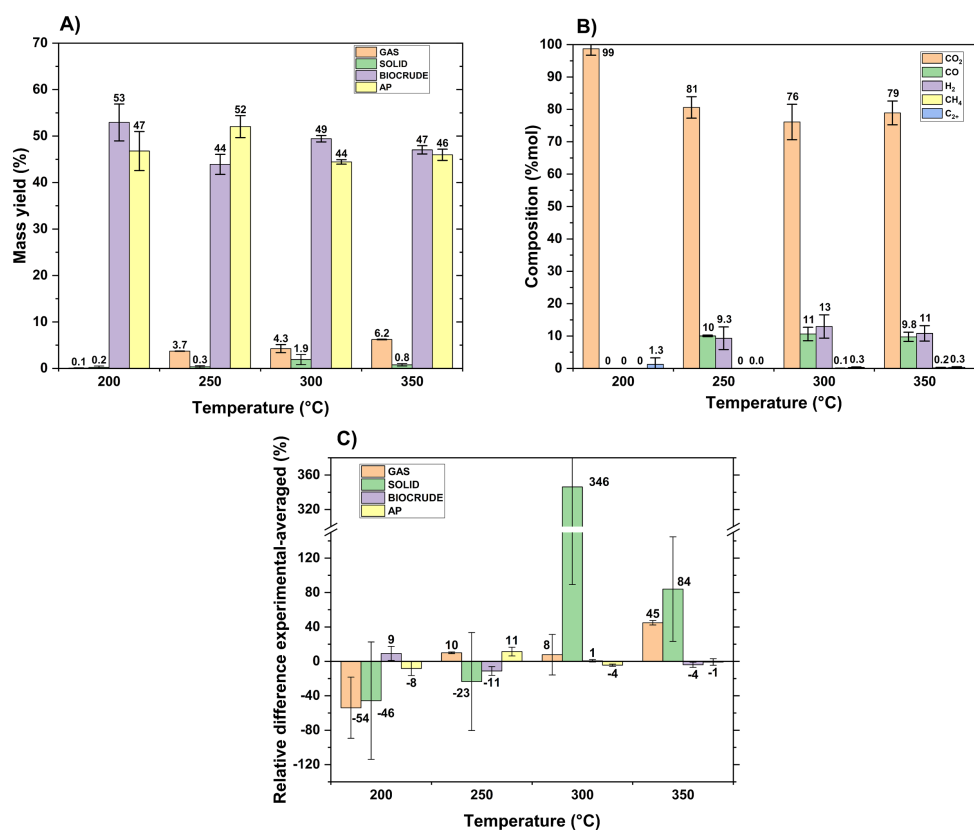 A)
GAS
SOLID
BIOCRUDE
AP
Mass yield (%)
70
60
50
40
30
20
10
0
0.1 0.2 53 47
3.7 0.3 44 52
4.3 1.9 49 44
6.2 0.8 47 46
200 250 300 350
Temperature (°C)
B)
CO₂
CO
H₂
CH₄
C₂₊
Composition (%mol)
100
90
80
70
60
50
40
30
20
10
0
99 0 0 0 1.3
81 10 9.3 0 0.0
76 11 13 0.1 0.3
79 9.8 11 0.2 0.3
200 250 300 350
Temperature (°C)
C)
GAS
SOLID
BIOCRUDE
AP
Relative difference experimental-averaged (%)
360
320
120
80
40
0
-40
-80
-120
-54 -46 9 -8
10 -23 -11 11
8 346 1 -4
45 84 -4 -1
200 250 300 350
Temperature (°C)